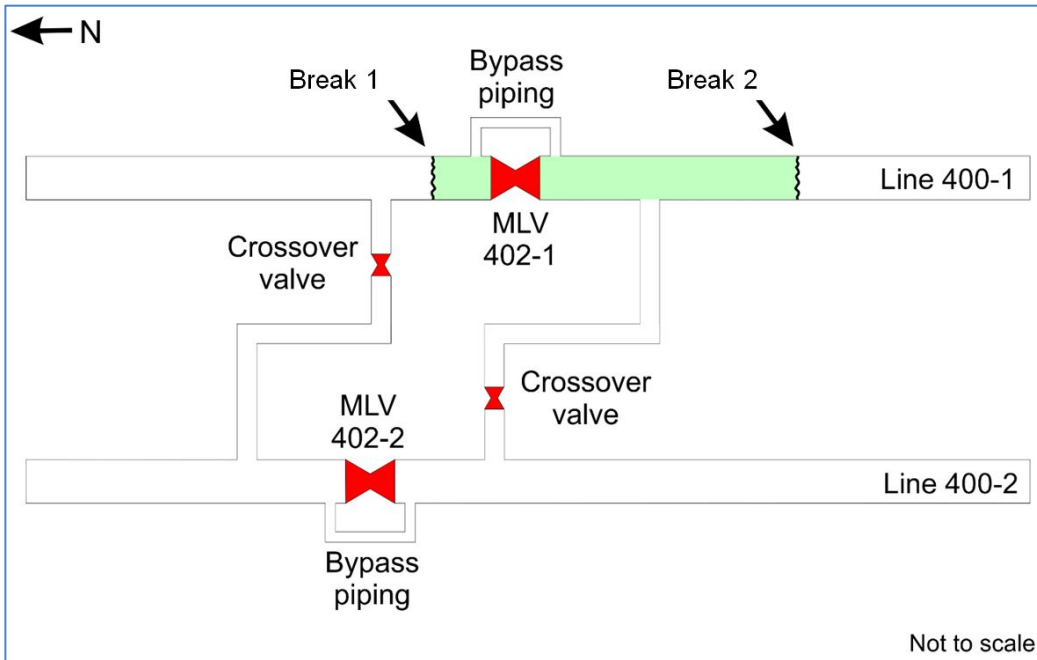 N
Bypass
piping
Break 1
Break 2
Line 400-1
MLV
402-1
Crossover
valve
Crossover
valve
MLV
402-2
Line 400-2
Bypass
piping
Not to scale